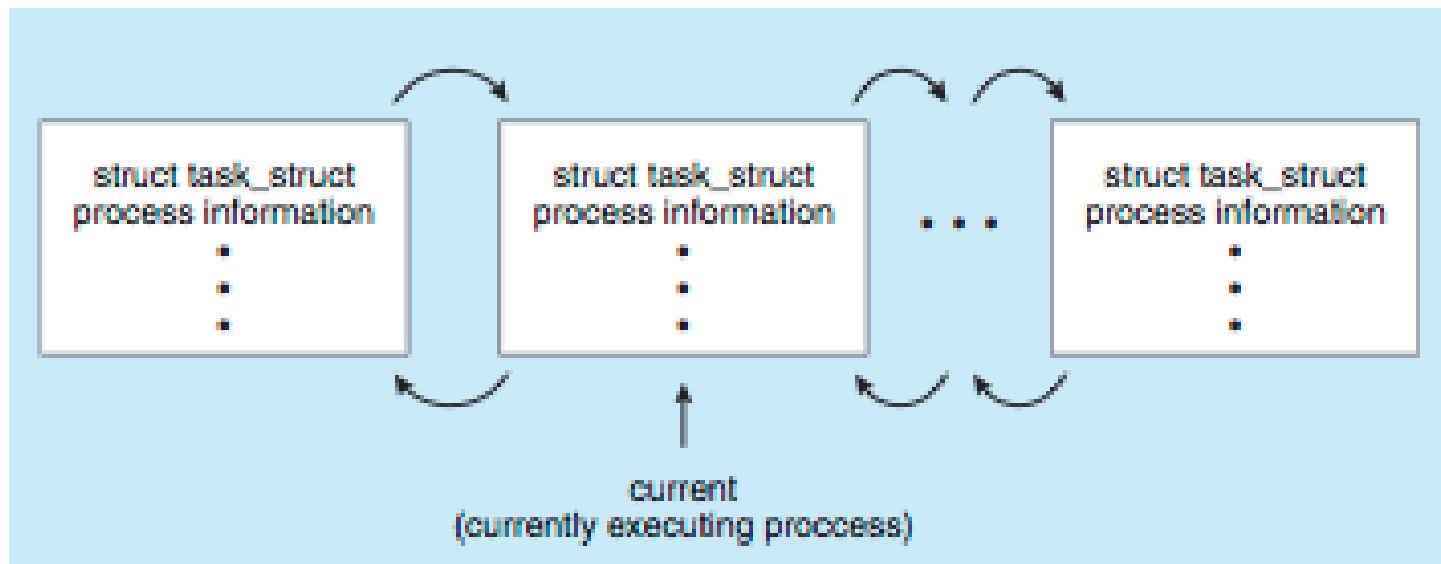 struct task_struct
process information
•
•
•
struct task_struct
process information
•
•
•
• • •
struct task_struct
process information
•
•
•
current
(currently executing proccess)